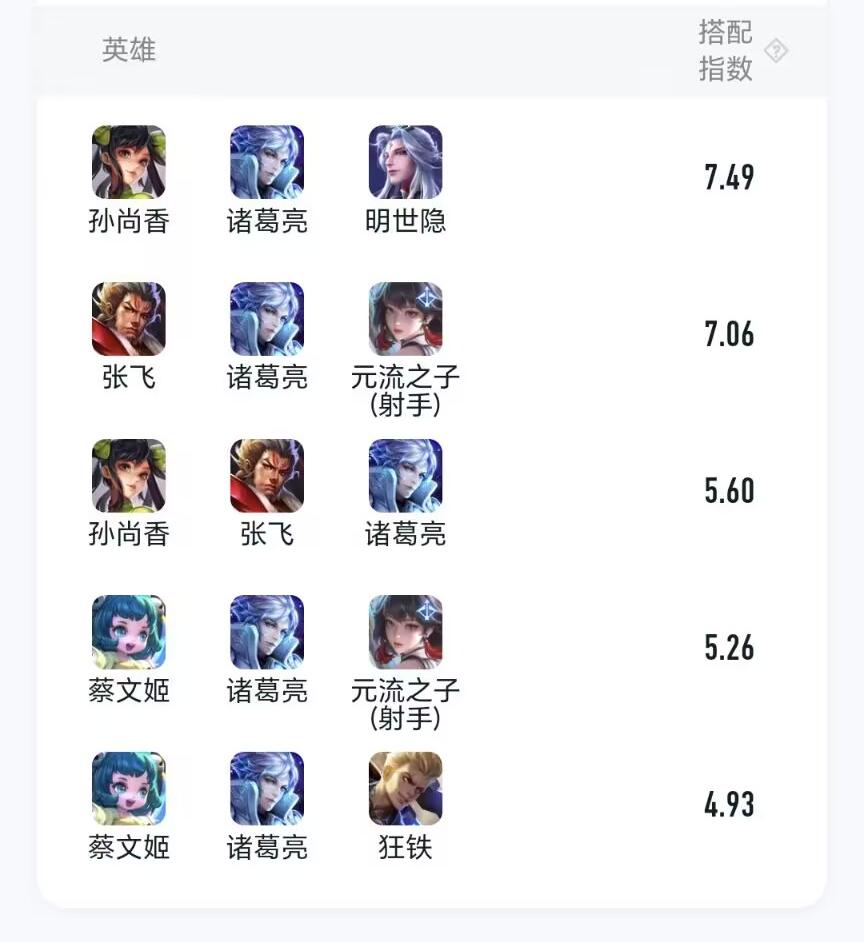 英雄
搭配
指数
?
孙尚香 诸葛亮 明世隐 7.49
张飞 诸葛亮 元流之子
(射手) 7.06
孙尚香 张飞 诸葛亮 5.60
蔡文姬 诸葛亮 元流之子
(射手) 5.26
蔡文姬 诸葛亮 狂铁 4.93